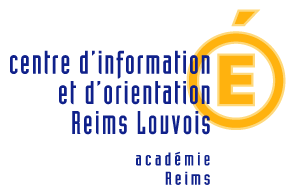 centre d'information
et d'orientation
Reims Louvois
É
académie
Reims